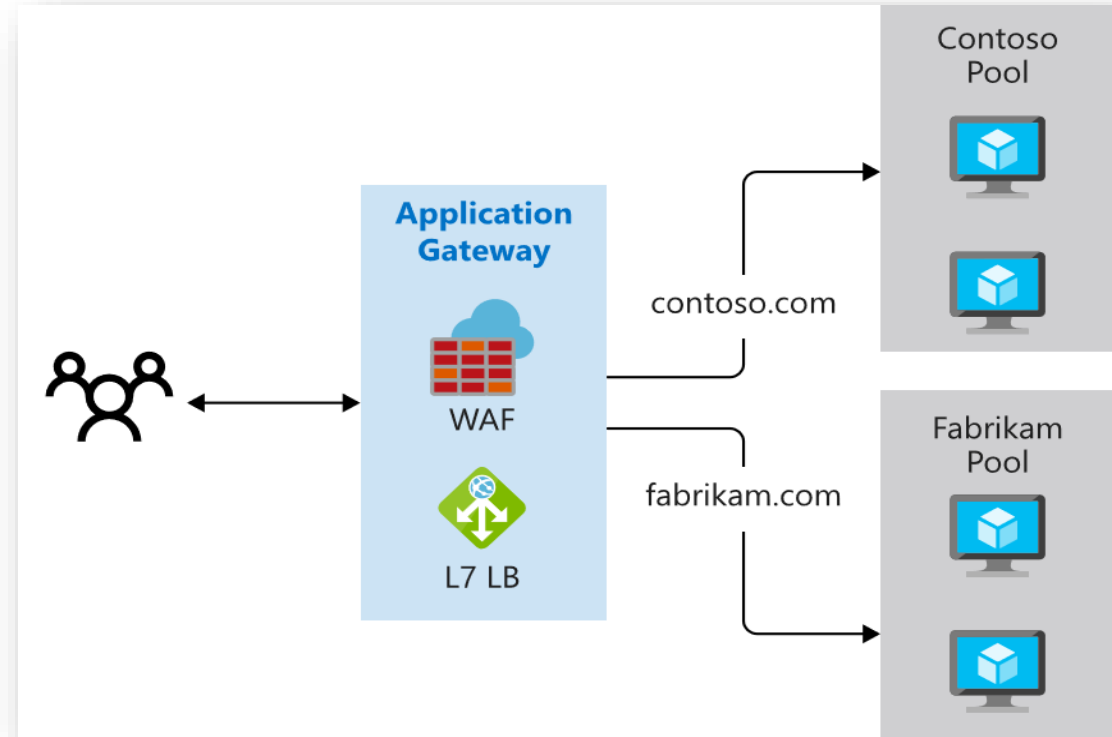 Contoso
Pool
Application
Gateway
contoso.com
WAF
Fabrikam
Pool
fabrikam.com
L7 LB